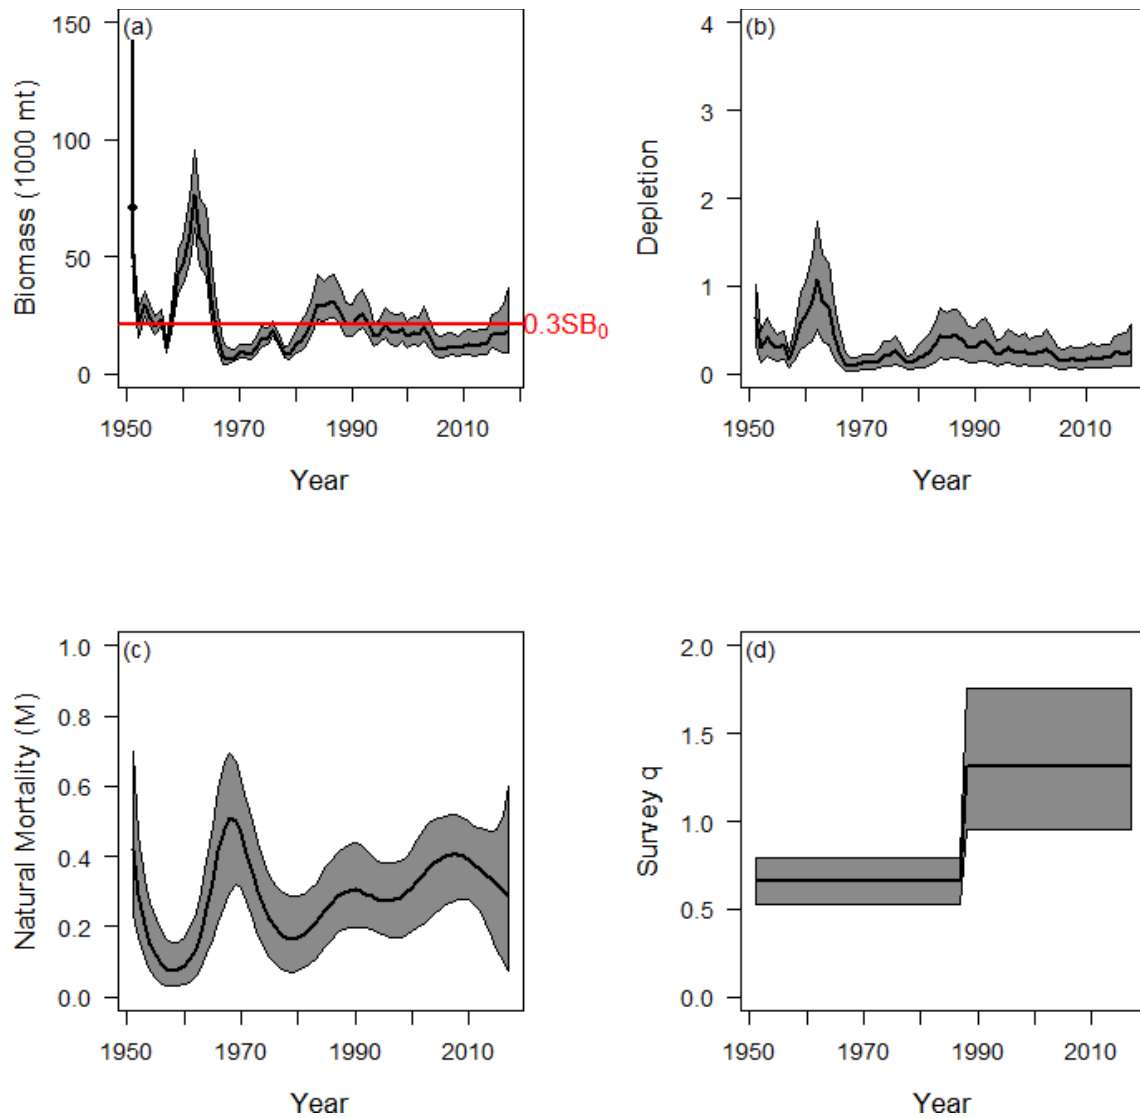 (a)
Biomass (1000 mt)
150
100
50
0
0.3SB₀
1950 1970 1990 2010
Year
(b)
Depletion
4
3
2
1
0
1950 1970 1990 2010
Year
(c)
Natural Mortality (M)
1.0
0.8
0.6
0.4
0.2
0.0
1950 1970 1990 2010
Year
(d)
Survey q
2.0
1.5
1.0
0.5
0.0
1950 1970 1990 2010
Year